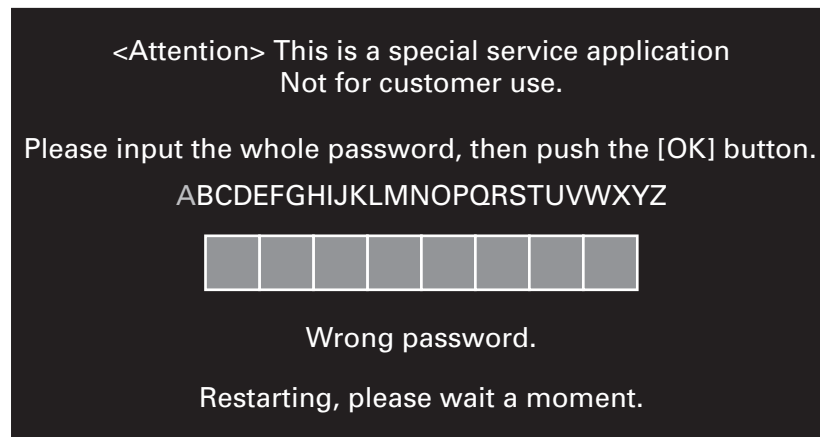 <Attention> This is a special service application
Not for customer use.
Please input the whole password, then push the [OK] button.
ABCDEFGHIJKLMNOPQRSTUVWXYZ
Wrong password.
Restarting, please wait a moment.